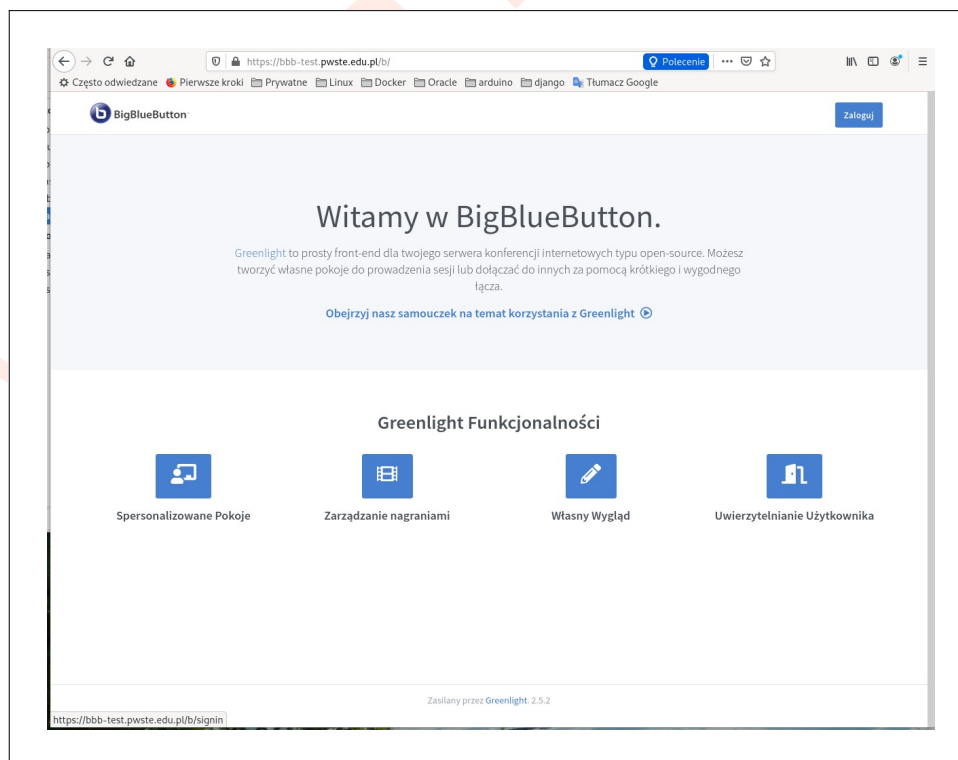 https://bbb-test.pwste.edu.pl/b/ Polecenie
Często odwiedzane Pierwsze kroki Prywatne Linux Docker Oracle arduino django Tłumacz Google
BigBlueButton Zaloguj
Witamy w BigBlueButton.
Greenlight to prosty front-end dla twojego serwera konferencji internetowych typu open-source. Możesz
tworzyć własne pokoje do prowadzenia sesji lub dołączać do innych za pomocą krótkiego i wygodnego
łącza.
Obejrzyj nasz samouczek na temat korzystania z Greenlight
Greenlight Funkcjonalności
Spersonalizowane Pokoje Zarządzanie nagraniami Własny Wygląd Uwierzytelnianie Użytkownika
Zasilany przez Greenlight. 2.5.2
https://bbb-test.pwste.edu.pl/b/signin